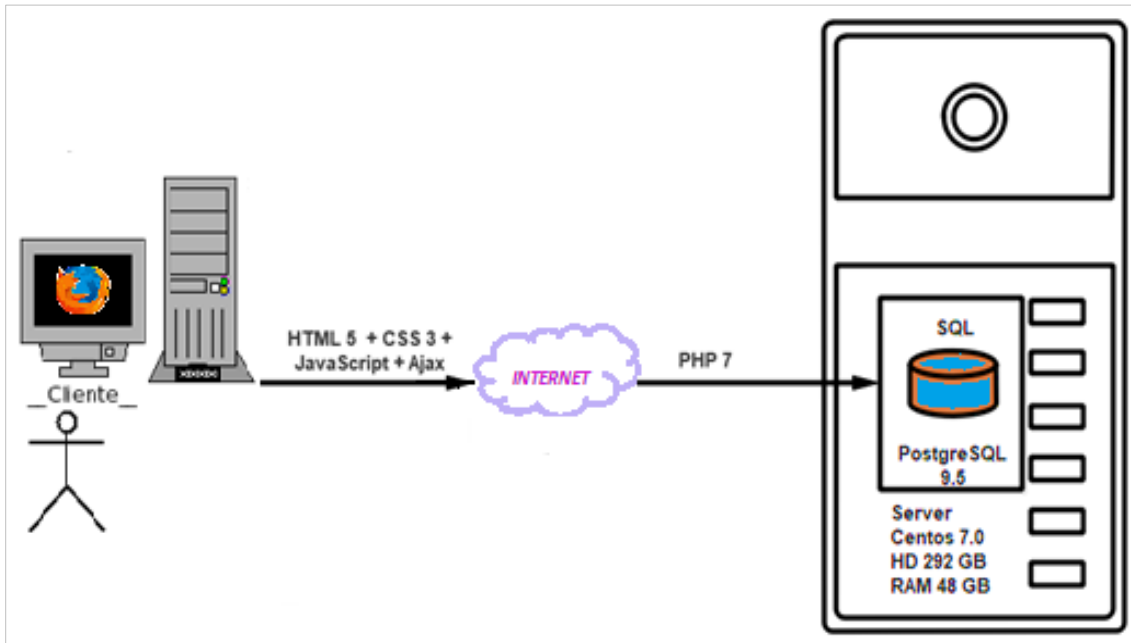 __Cliente__
HTML 5 + CSS 3 +
JavaScript + Ajax
INTERNET
PHP 7
SQL
PostgreSQL
9.5
Server
Centos 7.0
HD 292 GB
RAM 48 GB